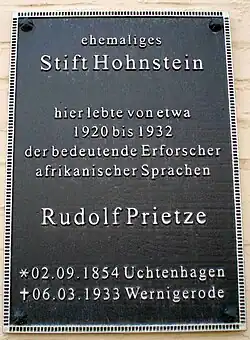 ehemaliges
Stift Hohnstein
hier lebte von etwa
1920 bis 1932
der bedeutende Erforscher
afrikanischer Sprachen
Rudolf Prietze
*02.09.1854 Uchtenhagen
✝06.03.1933 Wernigerode